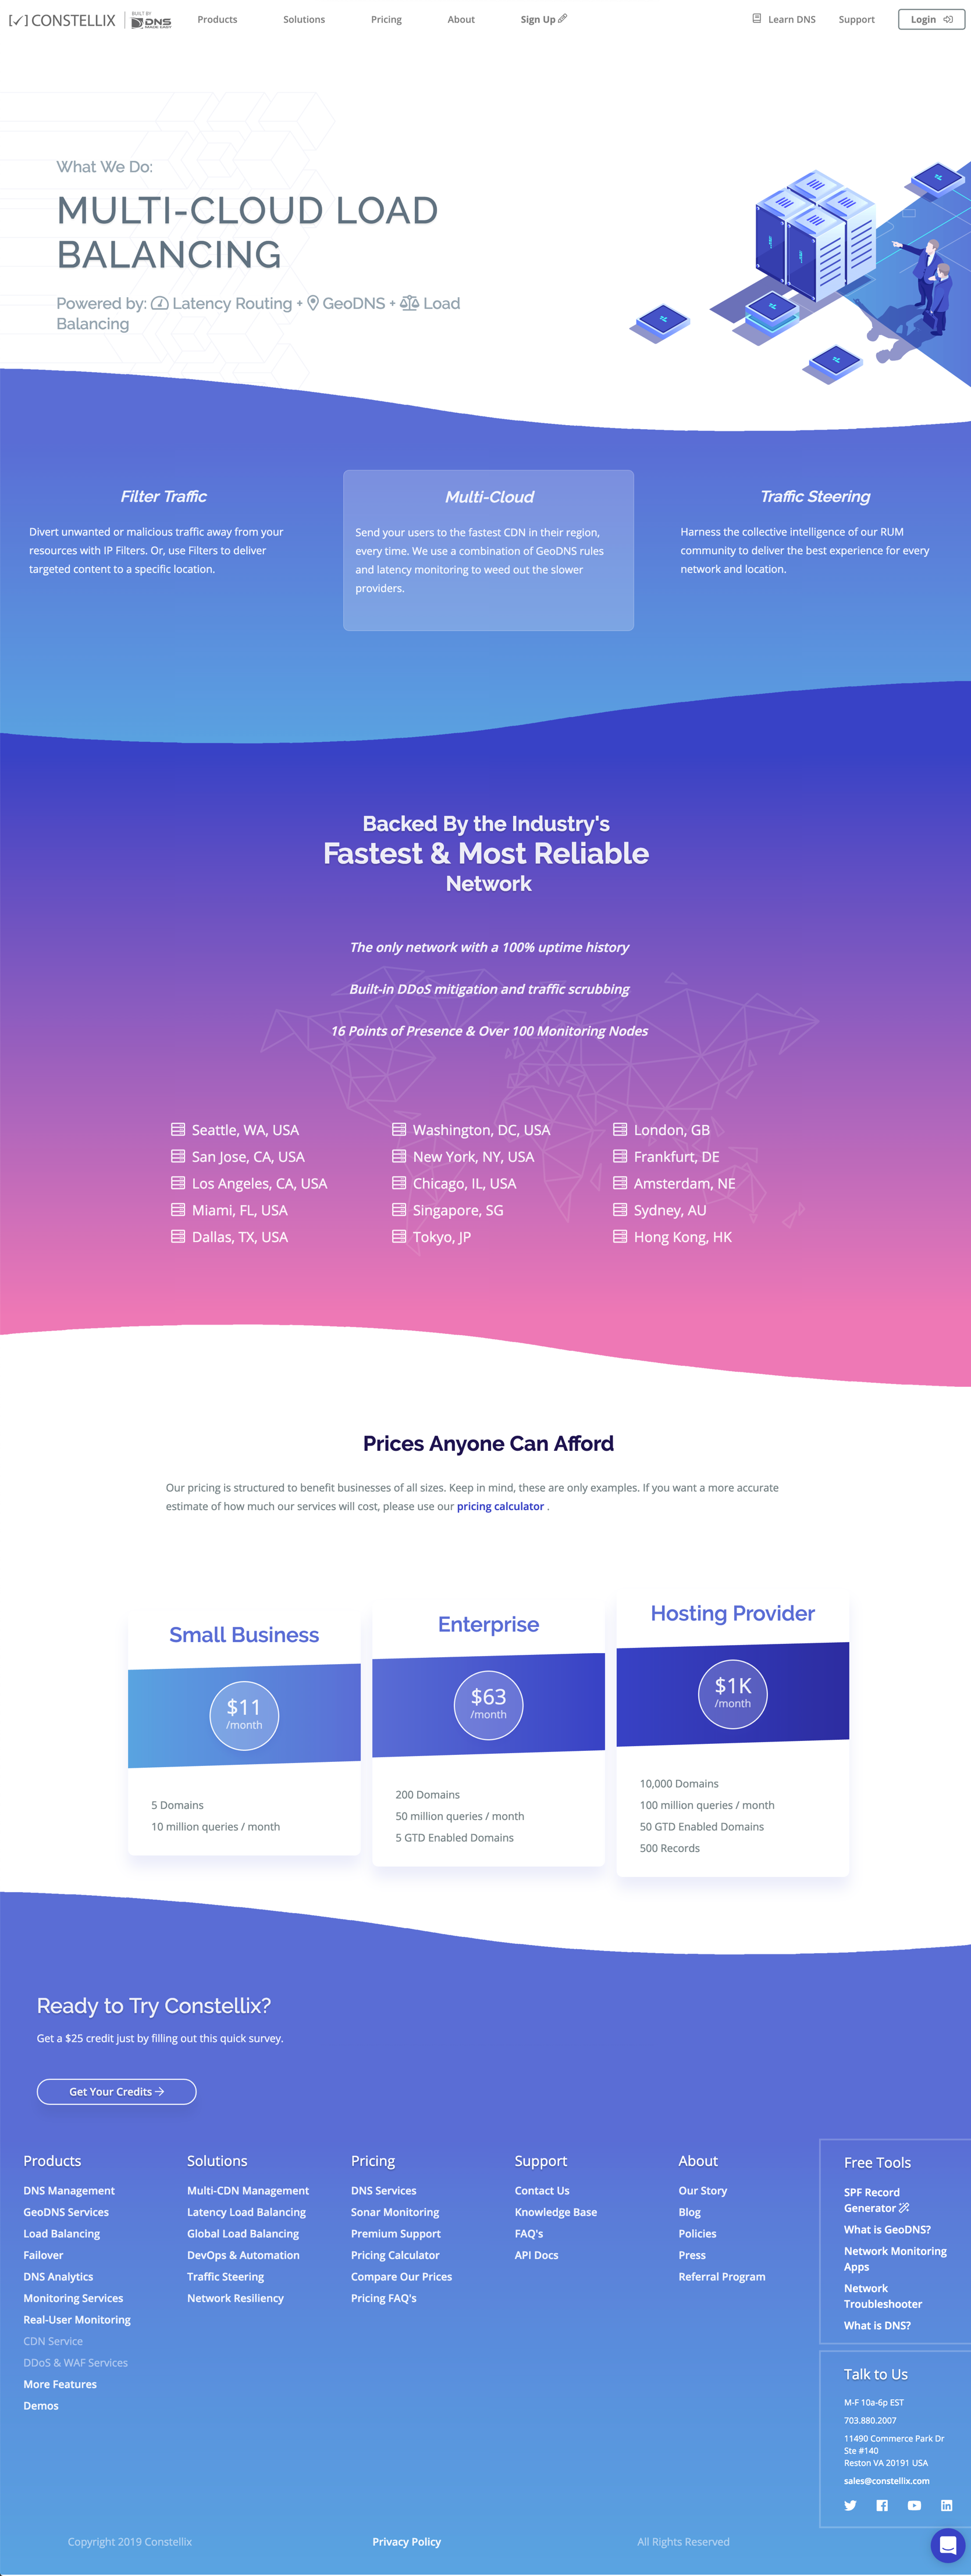 [✓] CONSTELLIX
BUILT BY
DNS
MADE EASY
Products
Solutions
Pricing
About
Sign Up
Learn DNS
Support
Login
What We Do:
MULTI-CLOUD LOAD
BALANCING
Powered by: Latency Routing + GeoDNS + Load
Balancing
Filter Traffic
Divert unwanted or malicious traffic away from your
resources with IP Filters. Or, use Filters to deliver
targeted content to a specific location.
Multi-Cloud
Send your users to the fastest CDN in their region,
every time. We use a combination of GeoDNS rules
and latency monitoring to weed out the slower
providers.
Traffic Steering
Harness the collective intelligence of our RUM
community to deliver the best experience for every
network and location.
Backed By the Industry's
Fastest & Most Reliable
Network
The only network with a 100% uptime history
Built-in DDoS mitigation and traffic scrubbing
16 Points of Presence & Over 100 Monitoring Nodes
Seattle, WA, USA
San Jose, CA, USA
Los Angeles, CA, USA
Miami, FL, USA
Dallas, TX, USA
Washington, DC, USA
New York, NY, USA
Chicago, IL, USA
Singapore, SG
Tokyo, JP
London, GB
Frankfurt, DE
Amsterdam, NE
Sydney, AU
Hong Kong, HK
Prices Anyone Can Afford
Our pricing is structured to benefit businesses of all sizes. Keep in mind, these are only examples. If you want a more accurate
estimate of how much our services will cost, please use our pricing calculator .
Small Business
$11
/month
5 Domains
10 million queries / month
Enterprise
$63
/month
200 Domains
50 million queries / month
5 GTD Enabled Domains
Hosting Provider
$1K
/month
10,000 Domains
100 million queries / month
50 GTD Enabled Domains
500 Records
Ready to Try Constellix?
Get a $25 credit just by filling out this quick survey.
Get Your Credits →
Products
DNS Management
GeoDNS Services
Load Balancing
Failover
DNS Analytics
Monitoring Services
Real-User Monitoring
CDN Service
DDoS & WAF Services
More Features
Demos
Solutions
Multi-CDN Management
Latency Load Balancing
Global Load Balancing
DevOps & Automation
Traffic Steering
Network Resiliency
Pricing
DNS Services
Sonar Monitoring
Premium Support
Pricing Calculator
Compare Our Prices
Pricing FAQ's
Support
Contact Us
Knowledge Base
FAQ's
API Docs
About
Our Story
Blog
Policies
Press
Referral Program
Free Tools
SPF Record
Generator
What is GeoDNS?
Network Monitoring
Apps
Network
Troubleshooter
What is DNS?
Talk to Us
M-F 10a-6p EST
703.880.2007
11490 Commerce Park Dr
Ste #140
Reston VA 20191 USA
sales@constellix.com
Copyright 2019 Constellix
Privacy Policy
All Rights Reserved